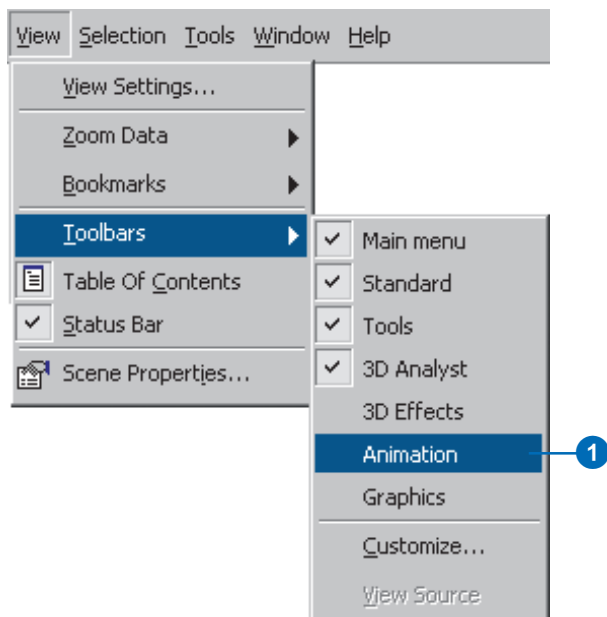 View Selection Tools Window Help
View Settings...
Zoom Data
Bookmarks
Toolbars
Table Of Contents
Status Bar
Scene Properties...
Main menu
Standard
Tools
3D Analyst
3D Effects
Animation
1
Graphics
Customize...
View Source